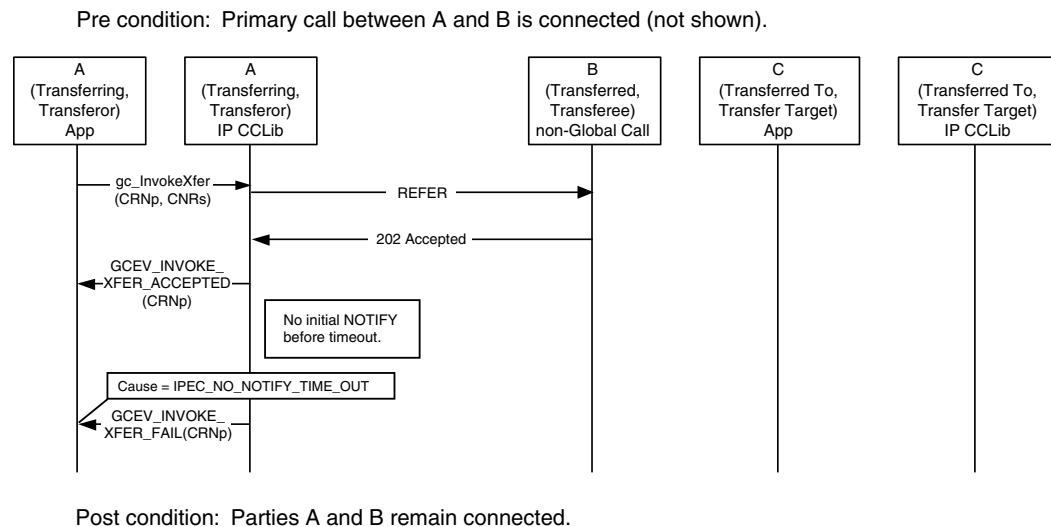 Pre condition:  Primary call between A and B is connected (not shown).
A
(Transferring,
Transferor)
App
A
(Transferring,
Transferor)
IP CCLib
B
(Transferred,
Transferee)
non-Global Call
C
(Transferred To,
Transfer Target)
App
C
(Transferred To,
Transfer Target)
IP CCLib
gc_InvokeXfer
(CRNp, CNRs)
REFER
202 Accepted
GCEV_INVOKE_
XFER_ACCEPTED
(CRNp)
No initial NOTIFY
before timeout.
Cause = IPEC_NO_NOTIFY_TIME_OUT
GCEV_INVOKE_
XFER_FAIL(CRNp)
Post condition:  Parties A and B remain connected.